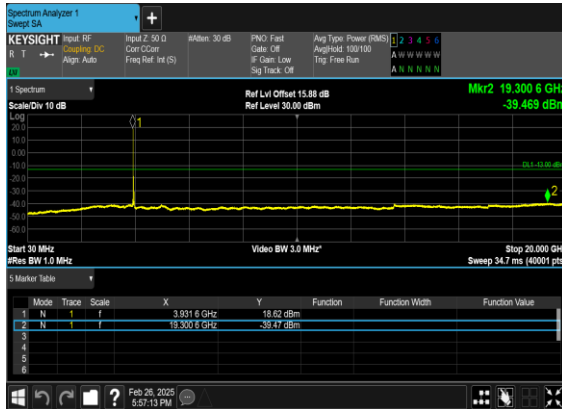 Spectrum Analyzer 1
Swept SA
+
KEYSIGHT
R T
LXI
Input: RF
Coupling: DC
Align: Auto
Input Z: 50 Ω
Corr CCorr
Freq Ref: Int (S)
#Atten: 30 dB
PNO: Fast
Gate: Off
IF Gain: Low
Sig Track: Off
Avg Type: Power (RMS)
Avg|Hold: 100/100
Trig: Free Run
1 2 3 4 5 6
A W W W W W
A N N N N N
1 Spectrum
Scale/Div 10 dB
Ref Lvl Offset 15.88 dB
Ref Level 30.00 dBm
Mkr2 19.300 6 GHz
-39.469 dBm
Log
20.0
10.0
0.00
-10.0
-20.0
-30.0
-40.0
-50.0
-60.0
1
DL1 -13.00 dBm
2
Start 30 MHz
#Res BW 1.0 MHz
Video BW 3.0 MHz*
Stop 20.000 GH
Sweep 34.7 ms (40001 pts
5 Marker Table
Mode Trace Scale X Y Function Function Width Function Value
1 N 1 f 3.931 6 GHz 18.62 dBm
2 N 1 f 19.300 6 GHz -39.47 dBm
3
4
5
6
?
Feb 26, 2025
5:57:13 PM